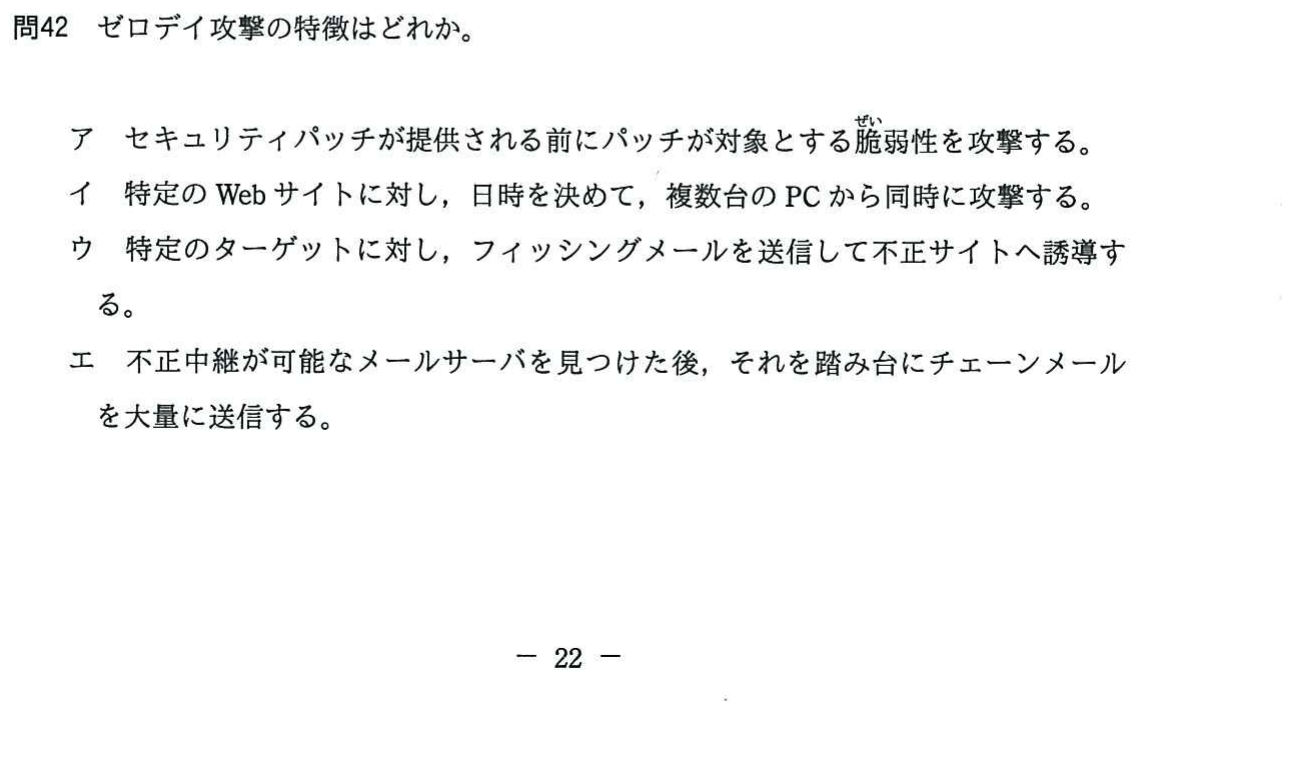 問42　ゼロデイ攻撃の特徴はどれか。
ア　セキュリティパッチが提供される前にパッチが対象とする脆弱性を攻撃する。
ぜい
イ　特定の Web サイトに対し，日時を決めて，複数台の PC から同時に攻撃する。
ウ　特定のターゲットに対し，フィッシングメールを送信して不正サイトへ誘導す
る。
エ　不正中継が可能なメールサーバを見つけた後，それを踏み台にチェーンメール
を大量に送信する。
－ 22 －